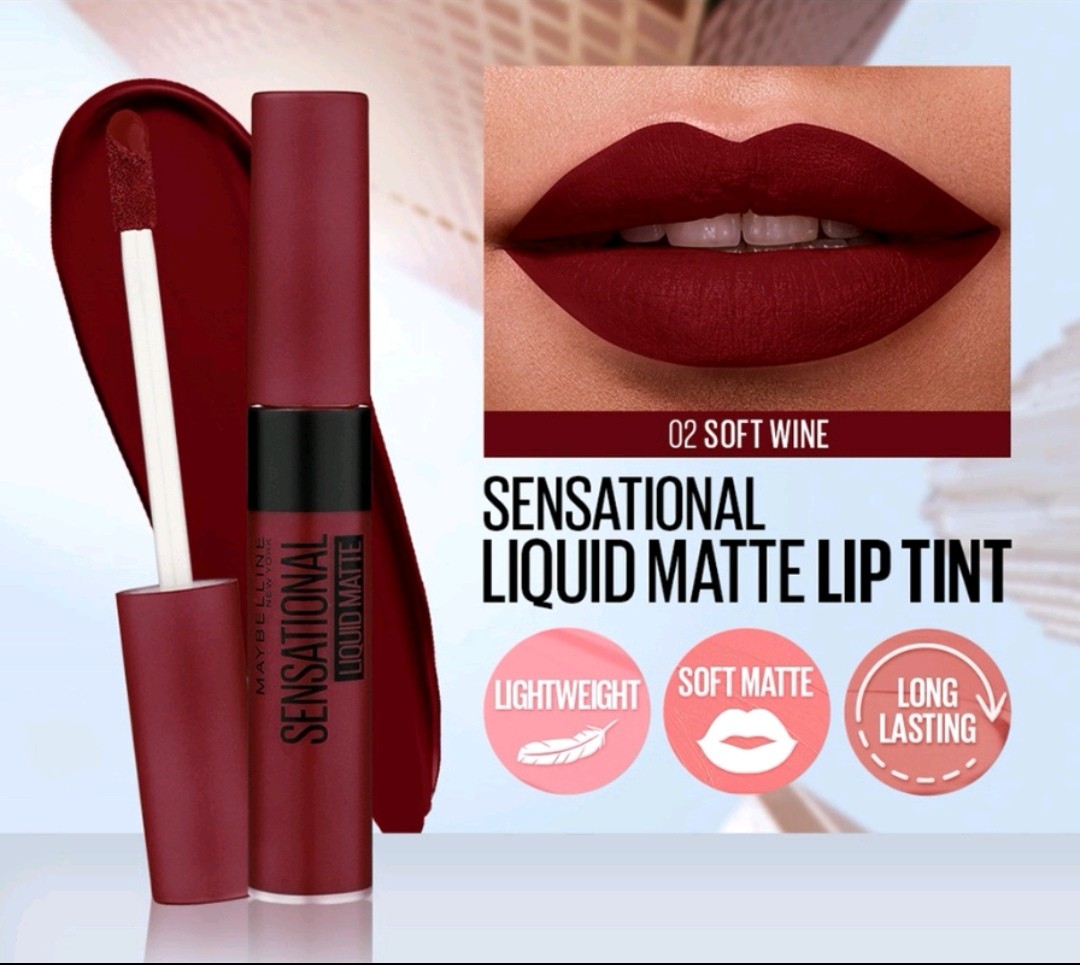 MAYBELLINE
NEW YORK
SENSATIONAL
LIQUID MATTE
02 SOFT WINE
SENSATIONAL
LIQUID MATTE LIP TINT
LIGHTWEIGHT
SOFT MATTE
LONG
LASTING